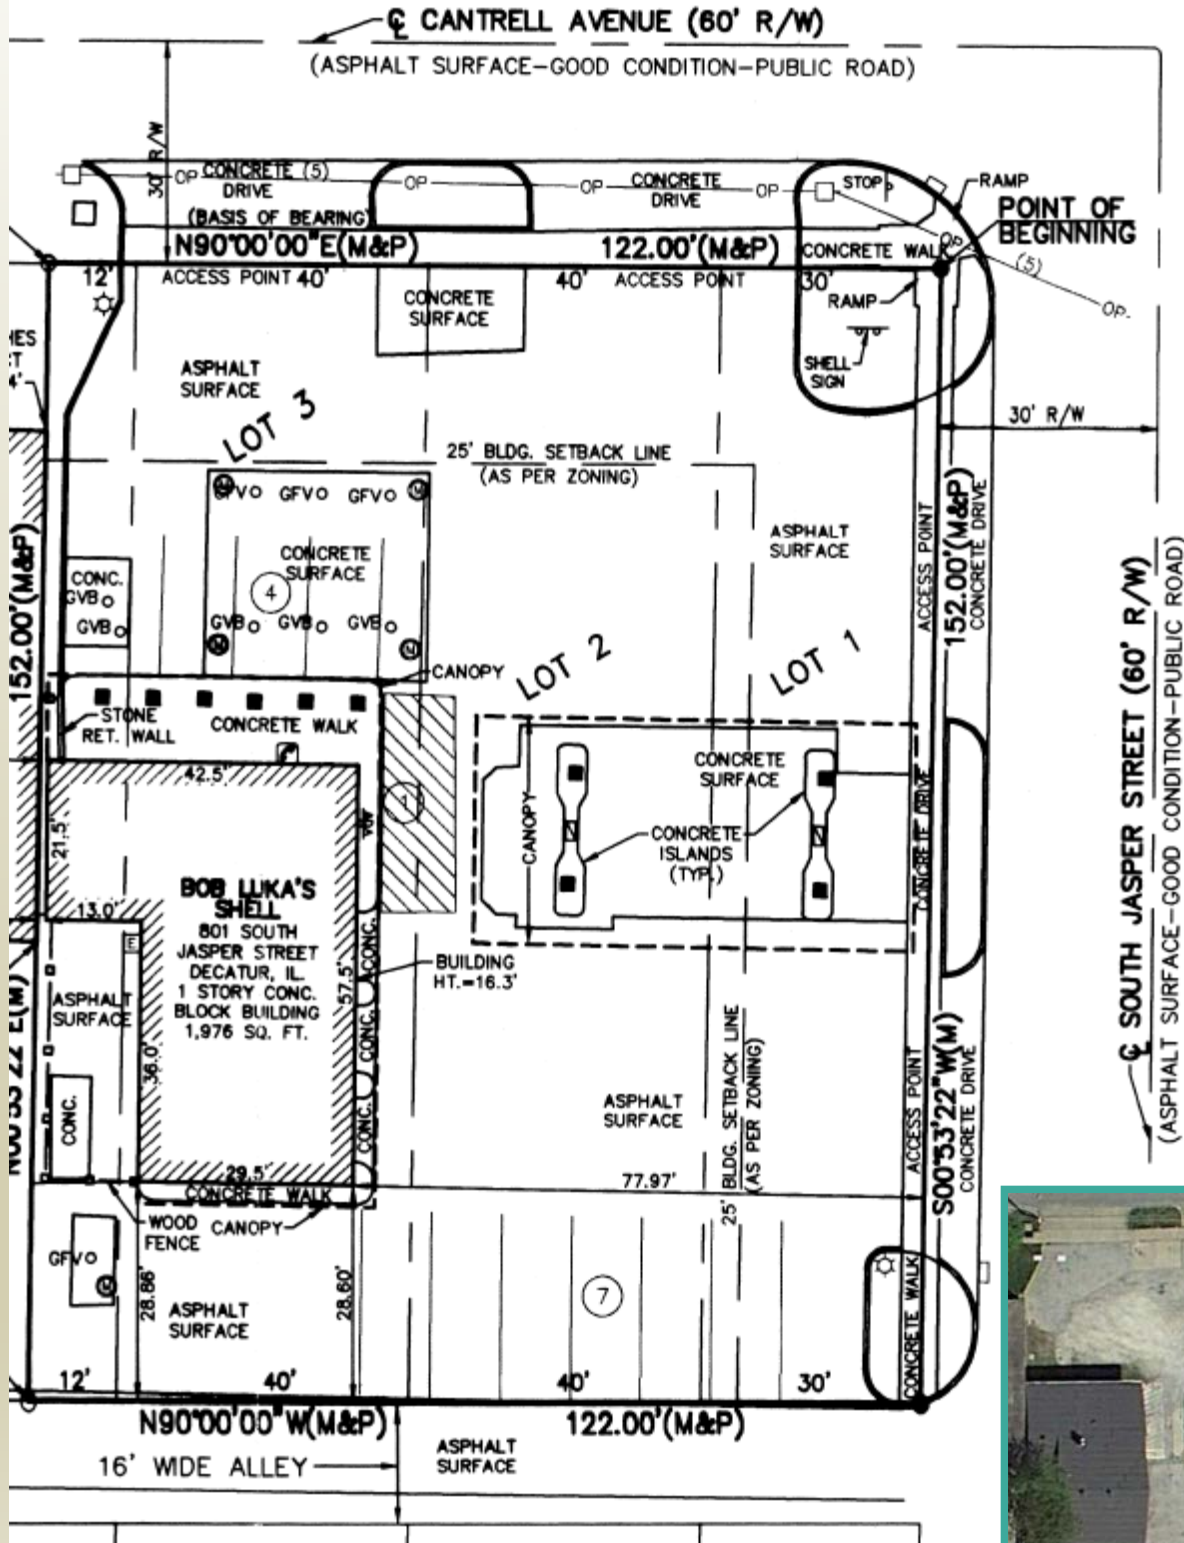 ℄ CANTRELL AVENUE (60' R/W)
(ASPHALT SURFACE-GOOD CONDITION-PUBLIC ROAD)
30' R/W
CONCRETE (5)
DRIVE
(BASIS OF BEARING)
OP
OP
OP
CONCRETE
DRIVE
OP
STOP
RAMP
POINT OF
BEGINNING
N90°00'00"E(M&P)
122.00'(M&P)
CONCRETE WALK
OP
(5)
OP
12'
ACCESS POINT
40'
40'
ACCESS POINT
30'
RAMP
CONCRETE
SURFACE
SHELL
SIGN
ASPHALT
SURFACE
30' R/W
LOT 3
25' BLDG. SETBACK LINE
(AS PER ZONING)
GFV
GFV
GFV
CONCRETE
SURFACE
4
GVB
GVB
GVB
CONC.
GVB
GVB
152.00'(M&P)
ASPHALT
SURFACE
ACCESS POINT
152.00'(M&P)
CONCRETE DRIVE
LOT 2
LOT 1
CANOPY
STONE
RET. WALL
CONCRETE WALK
42.5'
21.5'
1
CANOPY
CONCRETE
SURFACE
CONCRETE
ISLANDS
(TYP.)
CONCRETE DRIVE
℄ SOUTH JASPER STREET (60' R/W)
(ASPHALT SURFACE-GOOD CONDITION-PUBLIC ROAD)
13.0'
E
BOB LUKA'S
SHELL
801 SOUTH
JASPER STREET
DECATUR, IL.
1 STORY CONC.
BLOCK BUILDING
1,976 SQ. FT.
57.5'
CONC.
CONC.
CONC.
BUILDING
HT.=16.3'
ASPHALT
SURFACE
36.0'
CONC.
ASPHALT
SURFACE
25' BLDG. SETBACK LINE
(AS PER ZONING)
ACCESS POINT
S00°53'22"W(M)
CONCRETE DRIVE
29.5'
77.97'
CONCRETE WALK
WOOD
FENCE
CANOPY
GFV
28.86'
28.60'
ASPHALT
SURFACE
7
CONCRETE WALK
12'
40'
40'
30'
N90°00'00"W(M&P)
122.00'(M&P)
16' WIDE ALLEY
ASPHALT
SURFACE